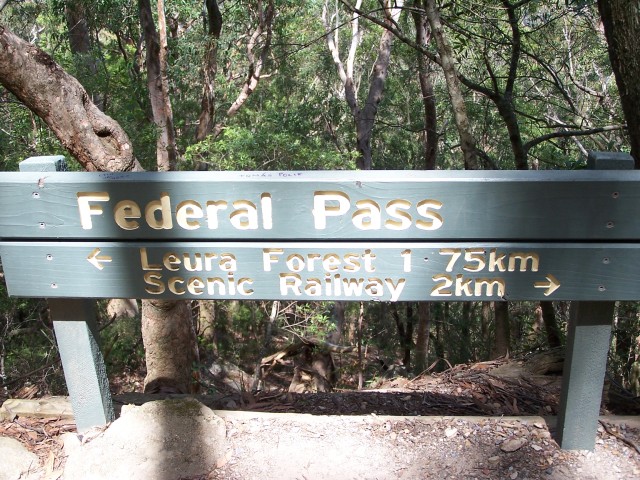 Federal Pass
← Leura Forest 1 75km
Scenic Railway 2km →